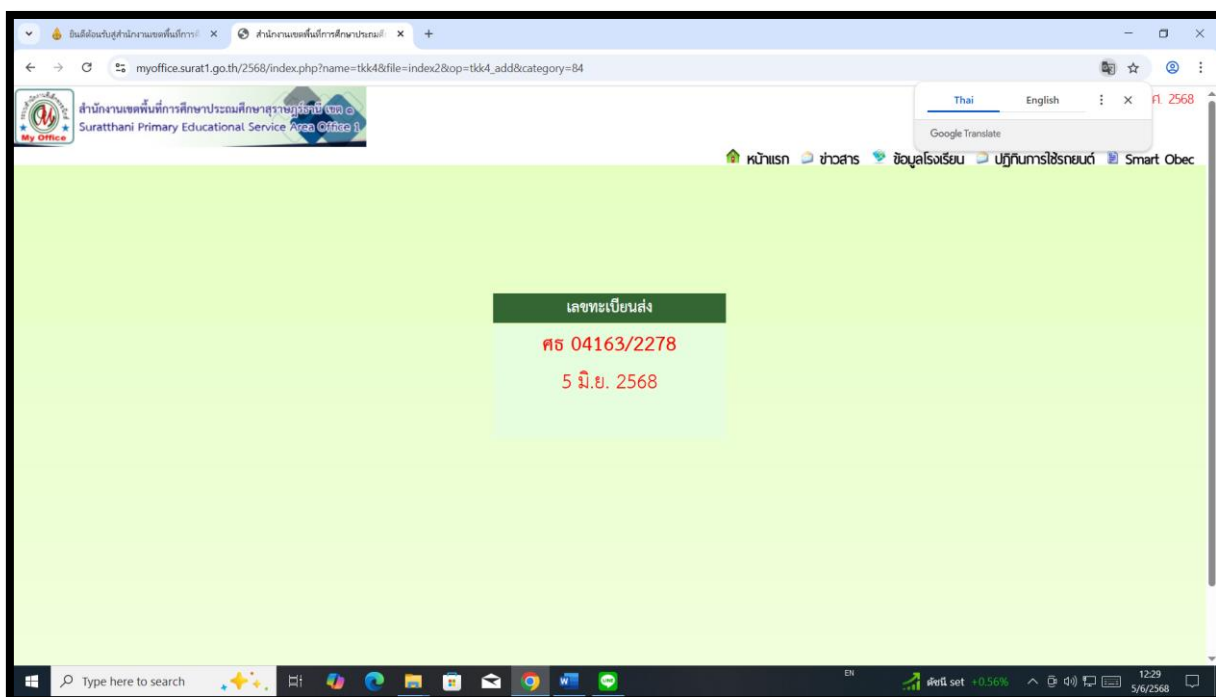 ยินดีต้อนรับสู่สำนักงานเขตพื้นที่การศึ
สำนักงานเขตพื้นที่การศึกษาประถมศึ
myoffice.surat1.go.th/2568/index.php?name=tkk4&file=index2&op=tkk4_add&category=84
สำนักงานเขตพื้นที่การศึกษาประถมศึกษาสุราษฎร์ธานี เขต ๑
Suratthani Primary Educational Service Area Office 1
My Office
Thai English
2568
Google Translate
หน้าแรก ข่าวสาร ข้อมูลโรงเรียน ปฏิทินการใช้รถยนต์ Smart Obec
เลขทะเบียนส่ง
ศธ 04163/2278
5 มิ.ย. 2568
Type here to search
EN
ดัชนี set +0.56%
12:29
5/6/2568